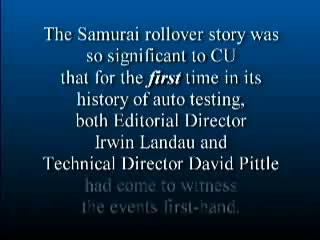 The Samurai rollover story was
so significant to CU
that for the first time in its
history of auto testing,
both Editorial Director
Irwin Landau and
Technical Director David Pittle
had come to witness
the events first-hand.